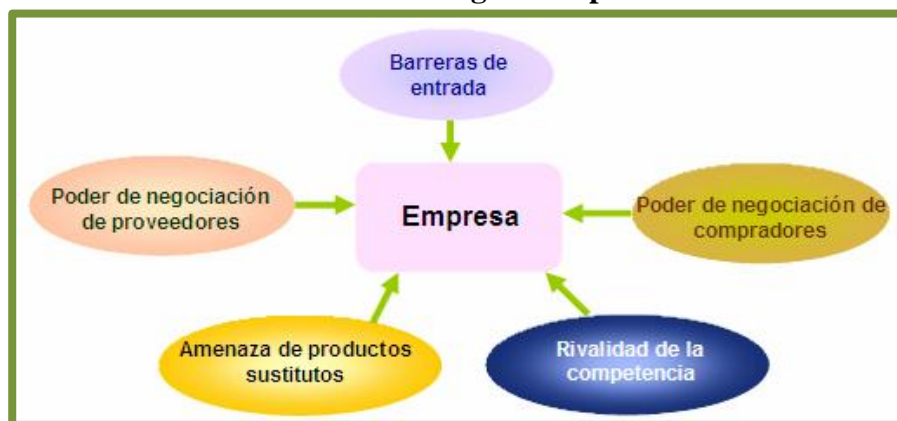 Barreras de
entrada
Poder de negociación
de proveedores
Empresa
Poder de negociación de
compradores
Amenaza de productos
sustitutos
Rivalidad de la
competencia